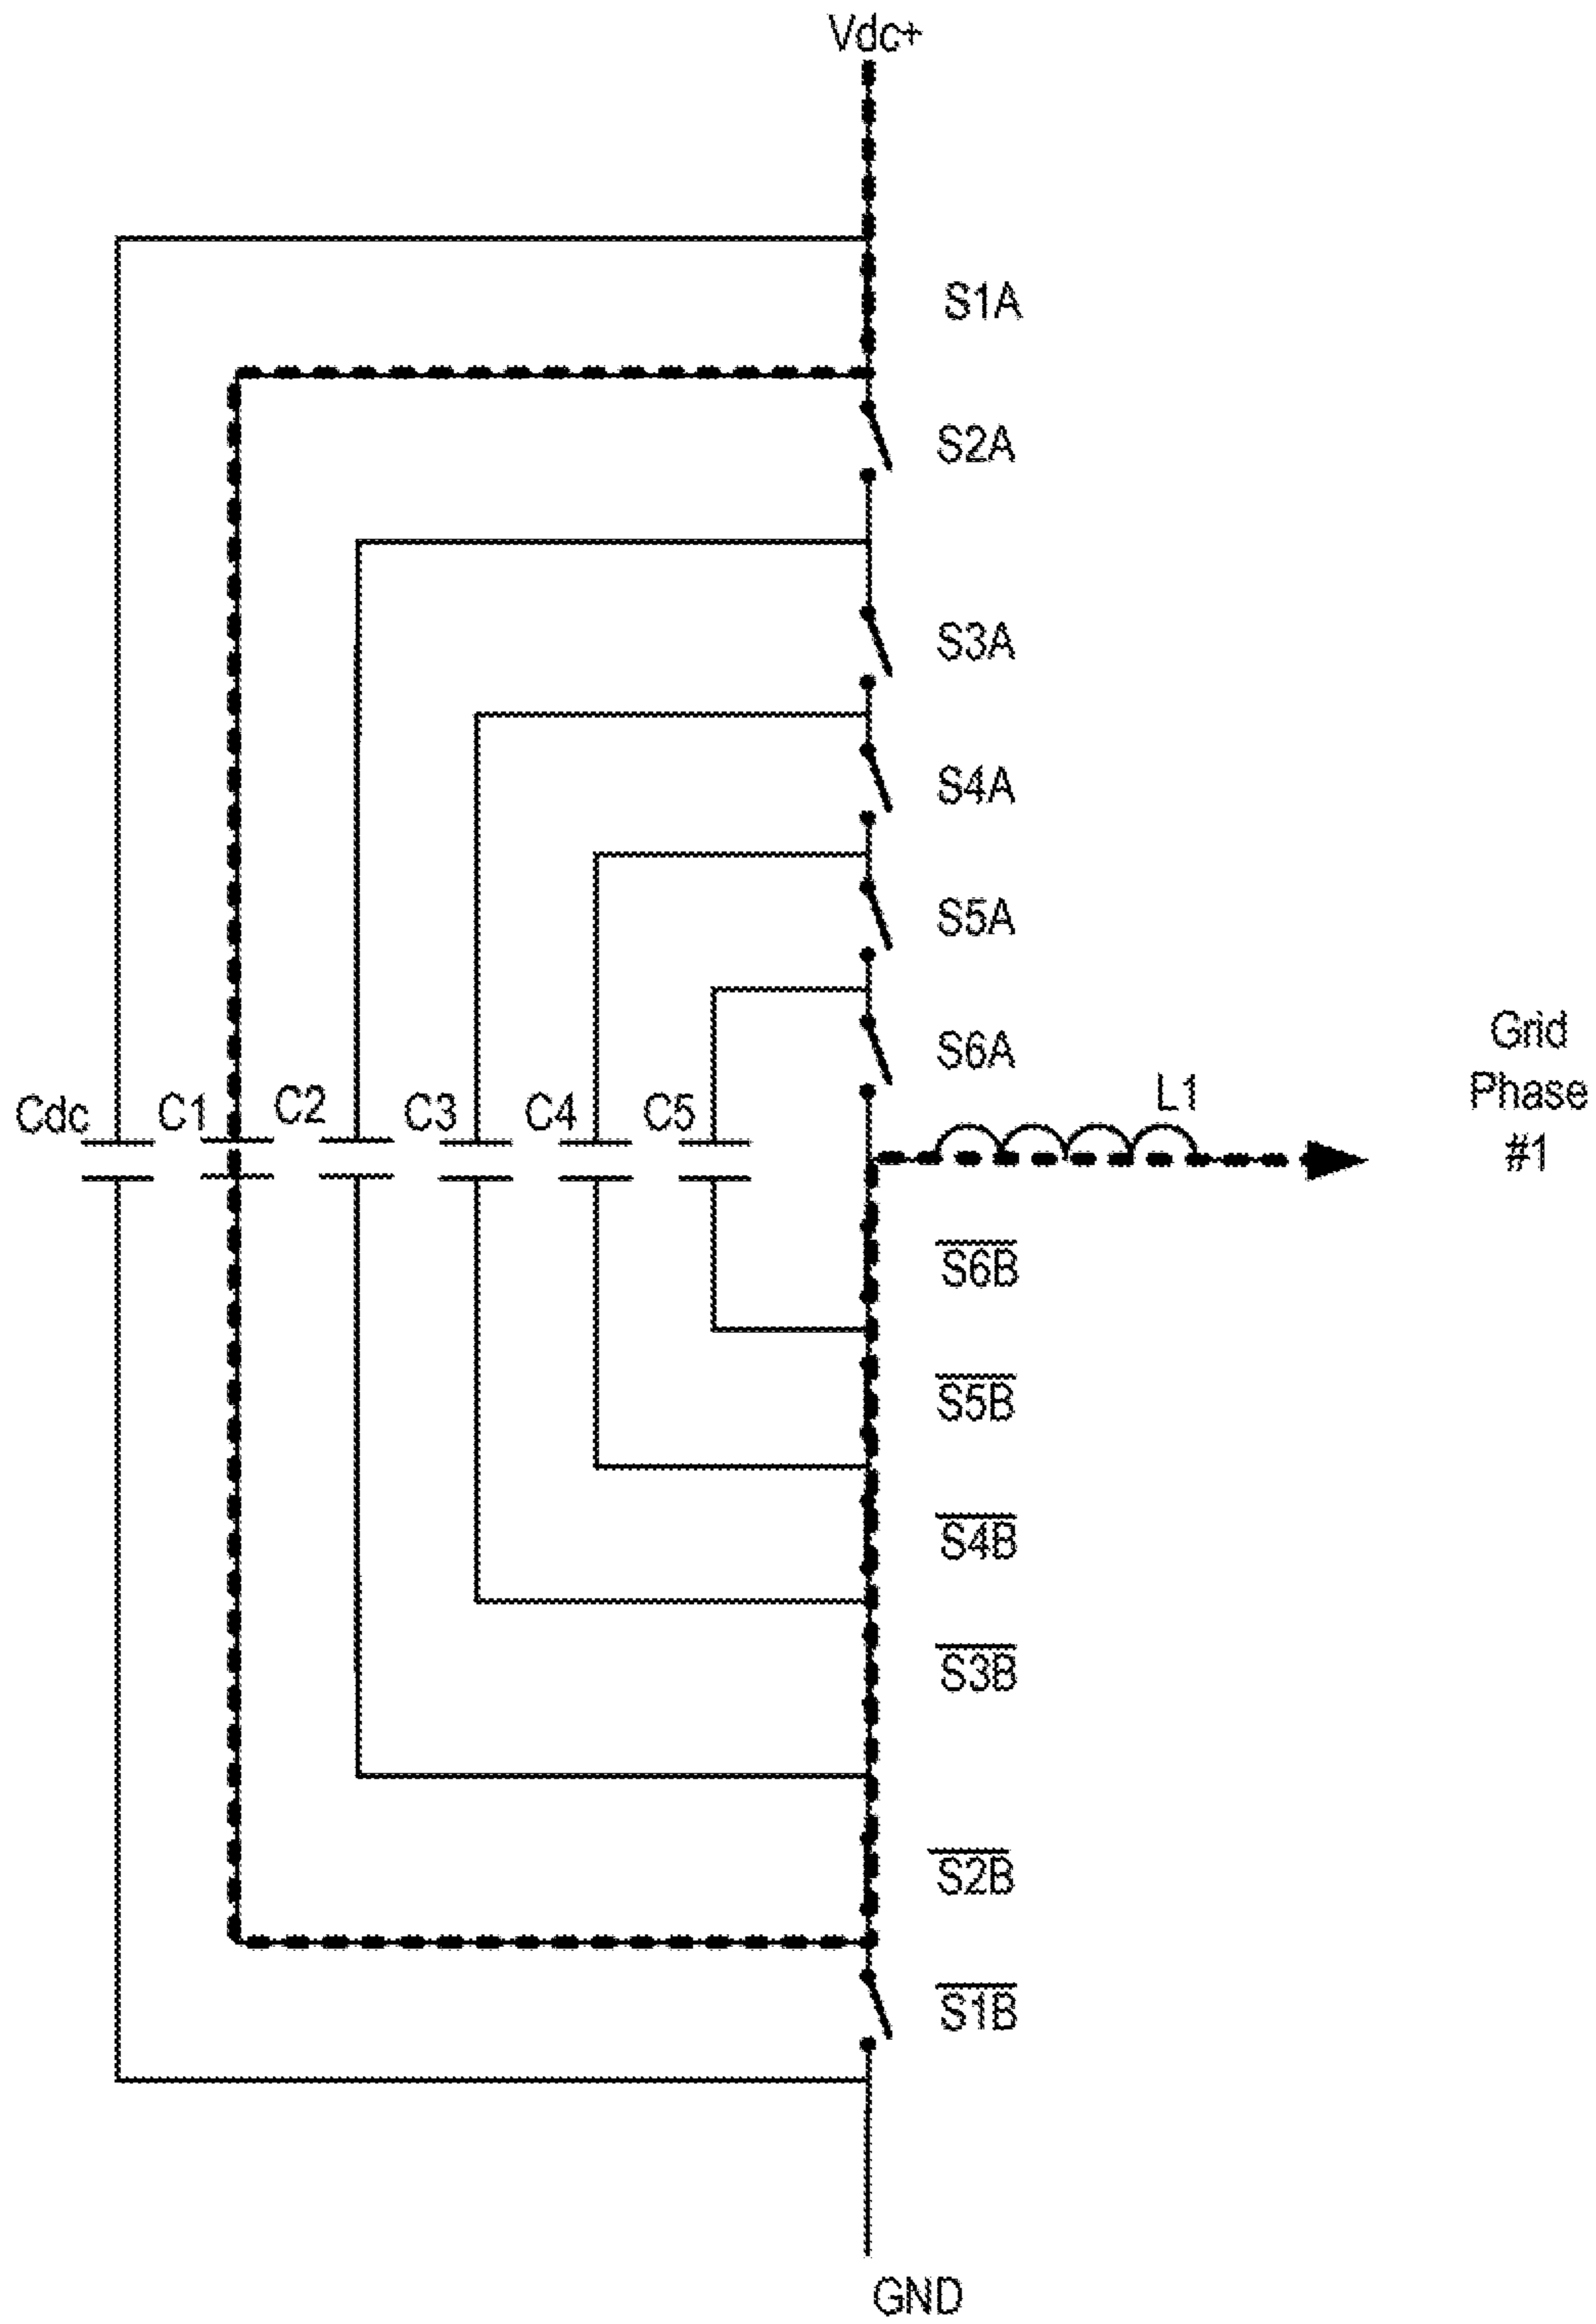 Vdc+
S1A
S2A
S3A
S4A
S5A
S6A
Grid
Phase
#1
L1
Cdc
C1
C2
C3
C4
C5
S6B
S5B
S4B
S3B
S2B
S1B
GND